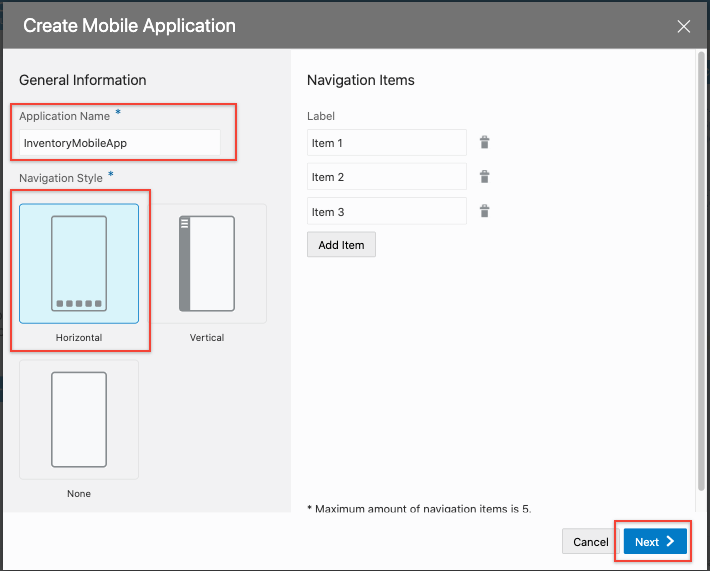 Create Mobile Application
General Information
Application Name *
InventoryMobileApp
Navigation Style *
Horizontal
Vertical
None
Navigation Items
Label
Item 1
Item 2
Item 3
Add Item
* Maximum amount of navigation items is 5.
Cancel
Next